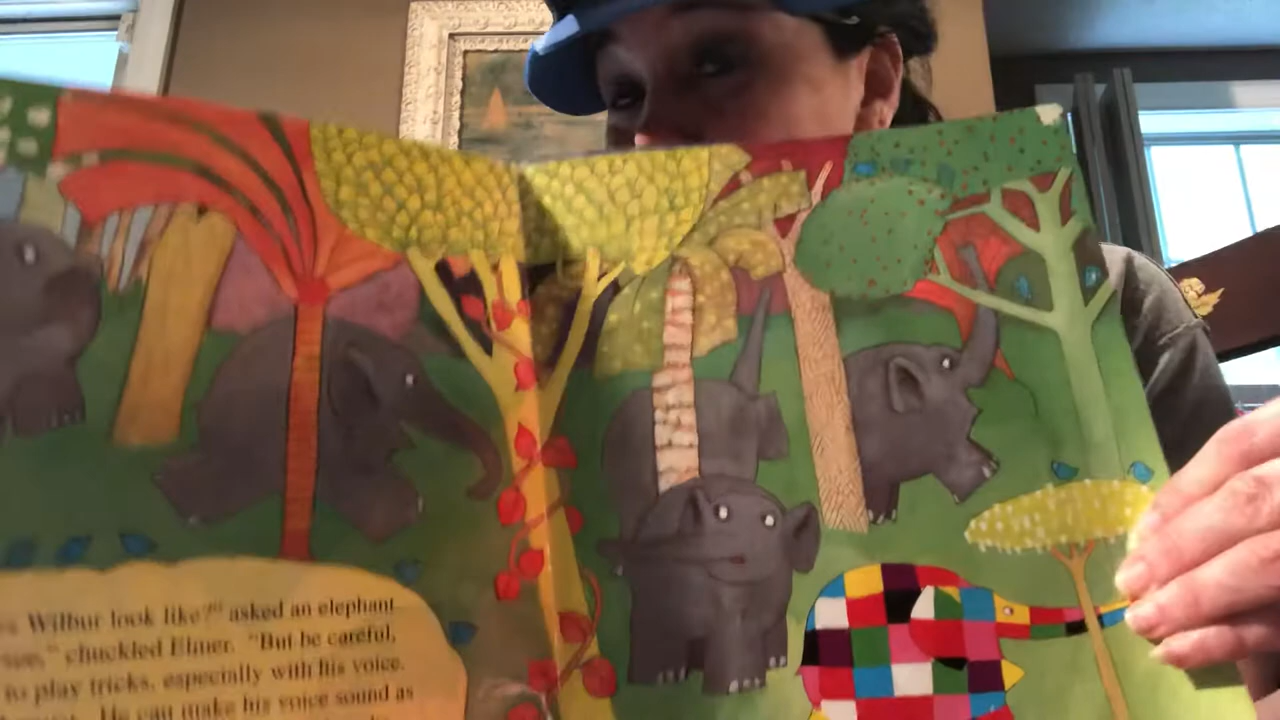 Wilbur look like?" asked an elephant
chuckled Elmer. "But be careful,
to play tricks, especially with his voice.
He can make his voice sound as